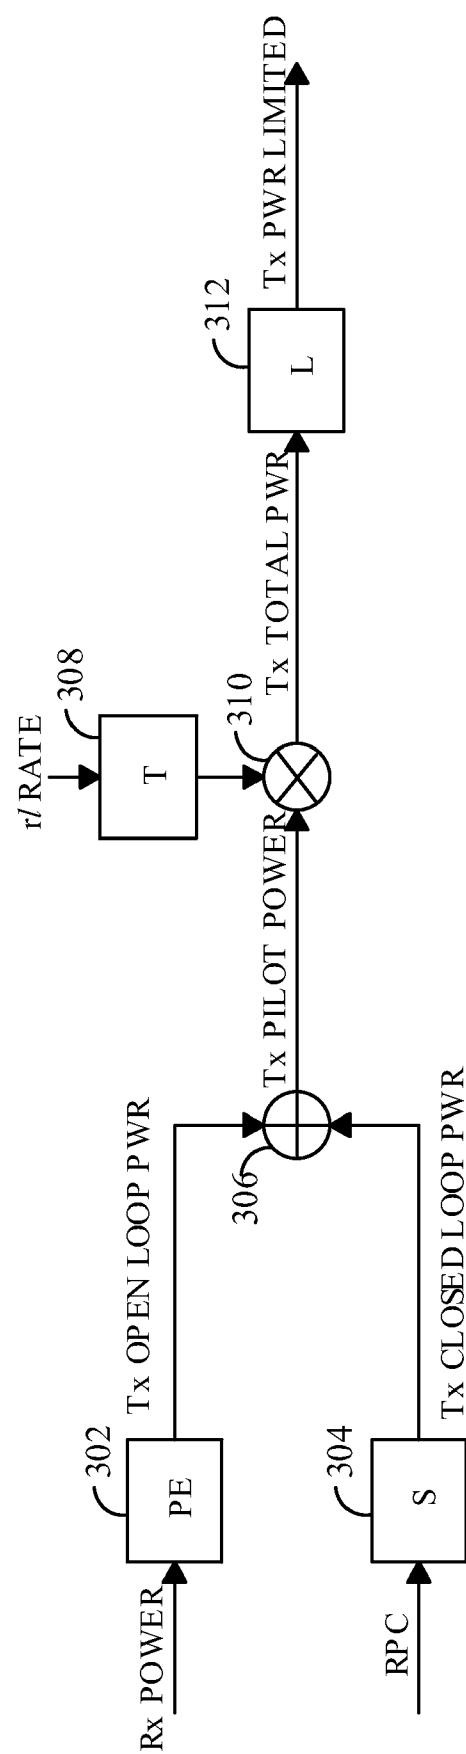 Rx POWER
302
PE
Tx OPEN LOOP PWR
RPC
304
S
Tx CLOSED LOOP PWR
306
Tx PILOT POWER
rl RATE
308
T
310
Tx TOTAL PWR
312
L
Tx PWR LIMITED